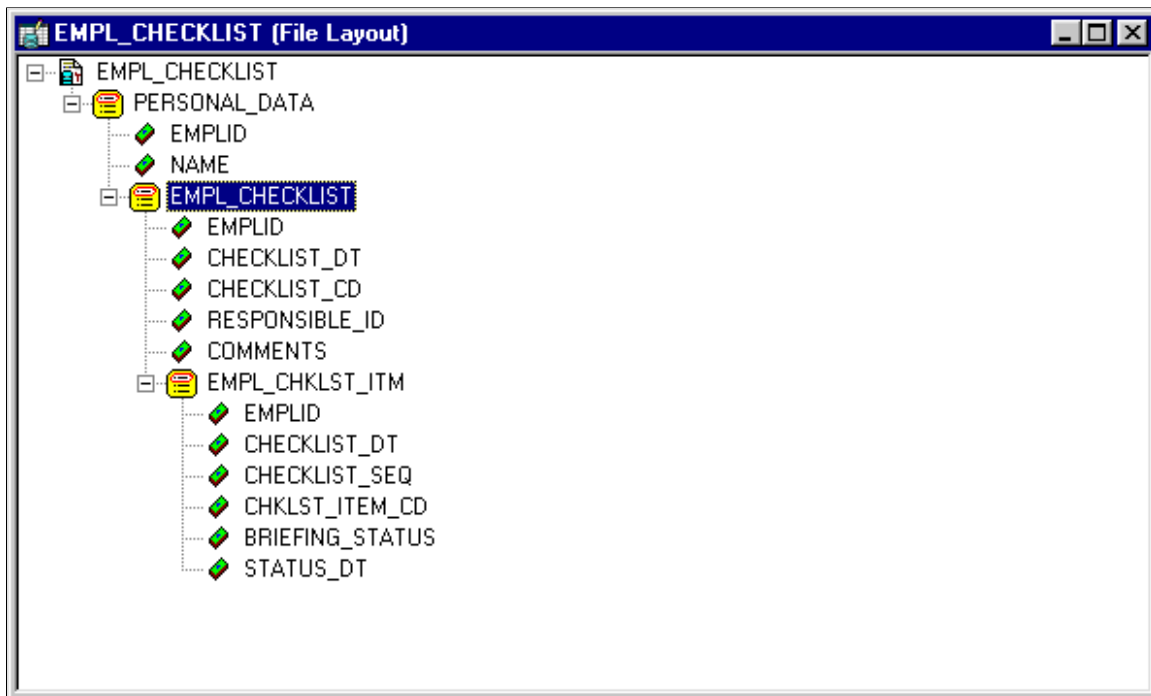 EMPL_CHECKLIST (File Layout)
EMPL_CHECKLIST
PERSONAL_DATA
EMPLID
NAME
EMPL_CHECKLIST
EMPLID
CHECKLIST_DT
CHECKLIST_CD
RESPONSIBLE_ID
COMMENTS
EMPL_CHKLST_ITM
EMPLID
CHECKLIST_DT
CHECKLIST_SEQ
CHKLST_ITEM_CD
BRIEFING_STATUS
STATUS_DT